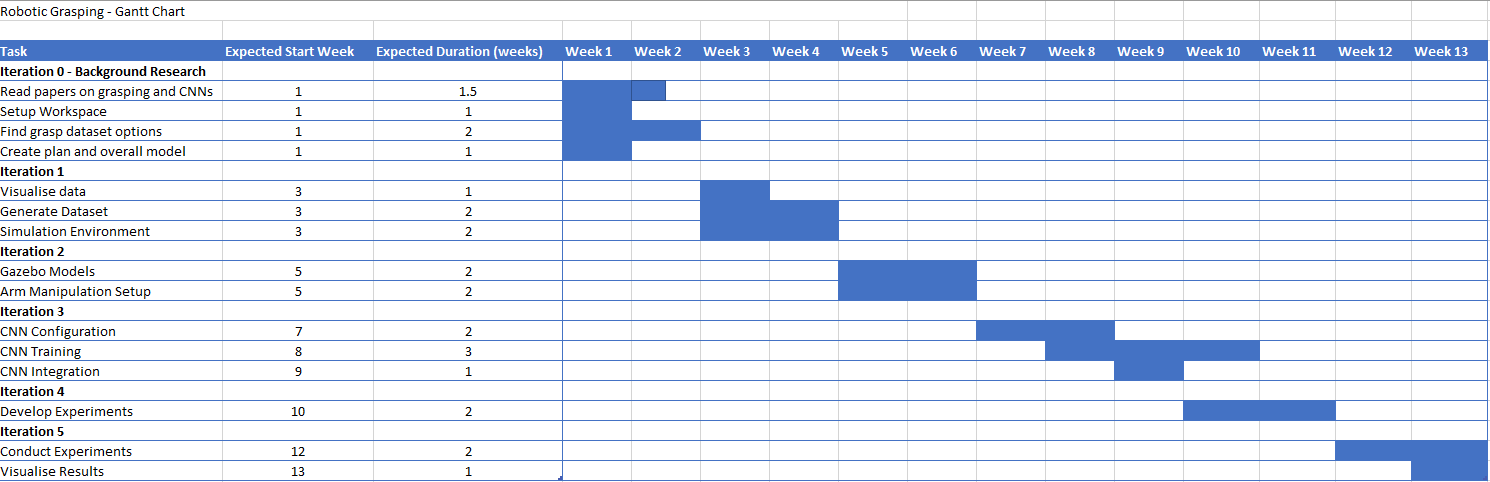 Robotic Grasping - Gantt Chart
Task Expected Start Week Expected Duration (weeks) Week 1 Week 2 Week 3 Week 4 Week 5 Week 6 Week 7 Week 8 Week 9 Week 10 Week 11 Week 12 Week 13
Iteration 0 - Background Research
Read papers on grasping and CNNs 1 1.5
Setup Workspace 1 1
Find grasp dataset options 1 2
Create plan and overall model 1 1
Iteration 1
Visualise data 3 1
Generate Dataset 3 2
Simulation Environment 3 2
Iteration 2
Gazebo Models 5 2
Arm Manipulation Setup 5 2
Iteration 3
CNN Configuration 7 2
CNN Training 8 3
CNN Integration 9 1
Iteration 4
Develop Experiments 10 2
Iteration 5
Conduct Experiments 12 2
Visualise Results 13 1